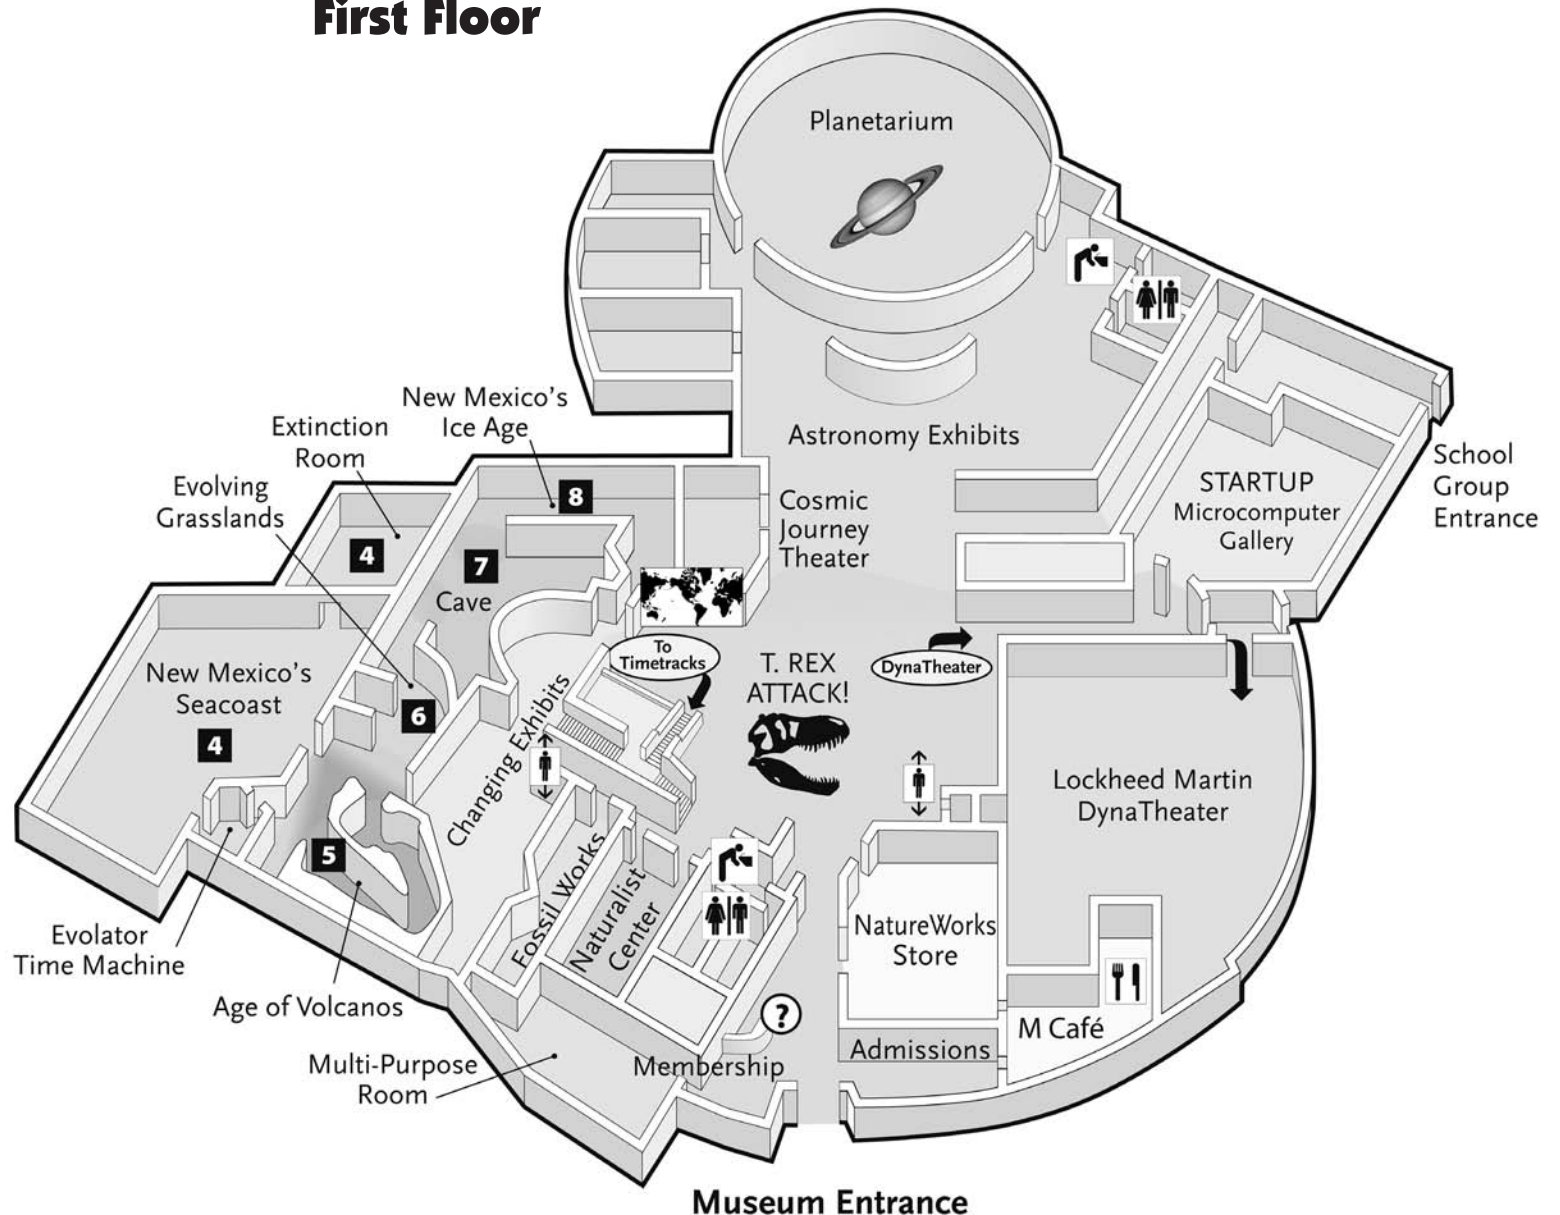 First Floor
Planetarium
New Mexico's
Ice Age
Extinction
Room
Evolving
Grasslands
Astronomy Exhibits
School
Group
Entrance
STARTUP
Microcomputer
Gallery
8
Cosmic
Journey
Theater
4
7
Cave
To
Timetracks
T. REX
ATTACK!
DynaTheater
New Mexico's
Seacoast
4
6
Changing Exhibits
Lockheed Martin
DynaTheater
5
Fossil Works
Naturalist
Center
NatureWorks
Store
Evolator
Time Machine
Age of Volcanos
?
M Café
Admissions
Multi-Purpose
Room
Membership
Museum Entrance